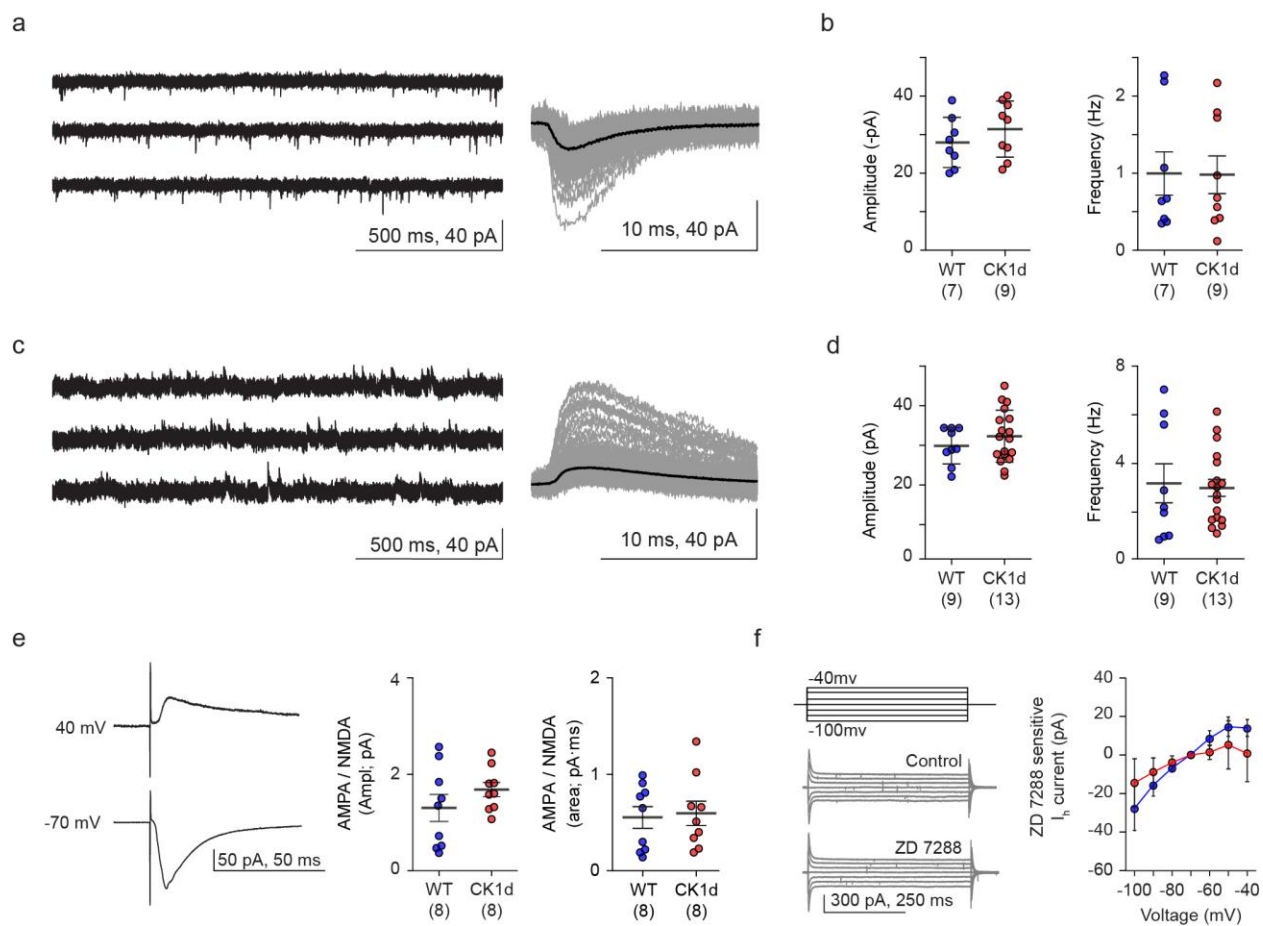 a
500 ms, 40 pA
10 ms, 40 pA
b
Amplitude (-pA)
40
20
0
WT
(7)
CK1d
(9)
Frequency (Hz)
2
1
0
WT
(7)
CK1d
(9)
c
500 ms, 40 pA
10 ms, 40 pA
d
Amplitude (pA)
40
20
0
WT
(9)
CK1d
(13)
Frequency (Hz)
8
4
0
WT
(9)
CK1d
(13)
e
40 mV
-70 mV
50 pA, 50 ms
AMPA / NMDA
(Ampl; pA)
4
2
0
WT
(8)
CK1d
(8)
AMPA / NMDA
(area; pA·ms)
2
1
0
WT
(8)
CK1d
(8)
f
-40mv
-100mv
Control
ZD 7288
300 pA, 250 ms
ZD 7288 sensitive
Ih current (pA)
40
20
0
-20
-40
-60
-100
-80
-60
-40
Voltage (mV)